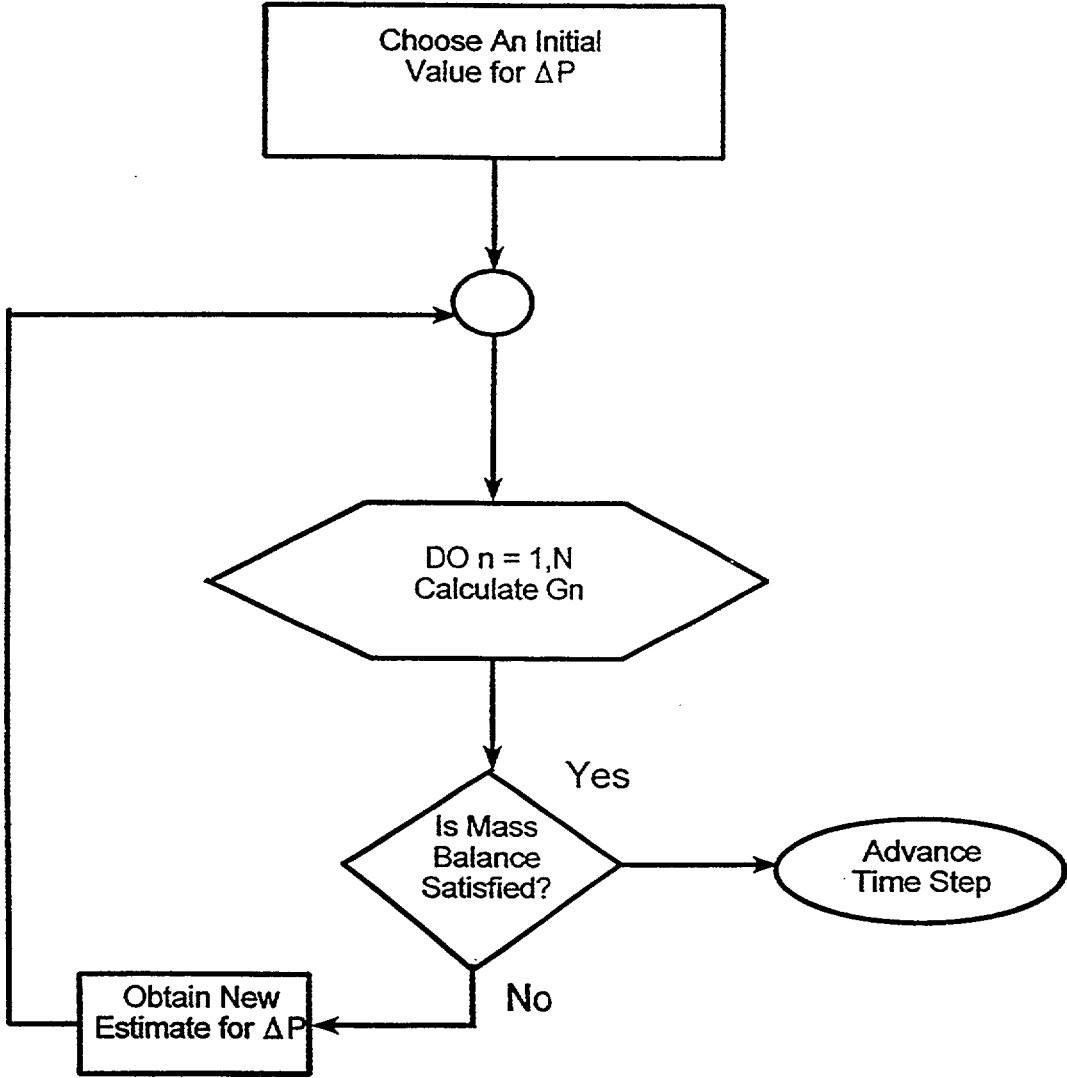 Choose An Initial
Value for ΔP
DO n = 1,N
Calculate Gn
Yes
Is Mass
Balance
Satisfied?
Advance
Time Step
No
Obtain New
Estimate for ΔP